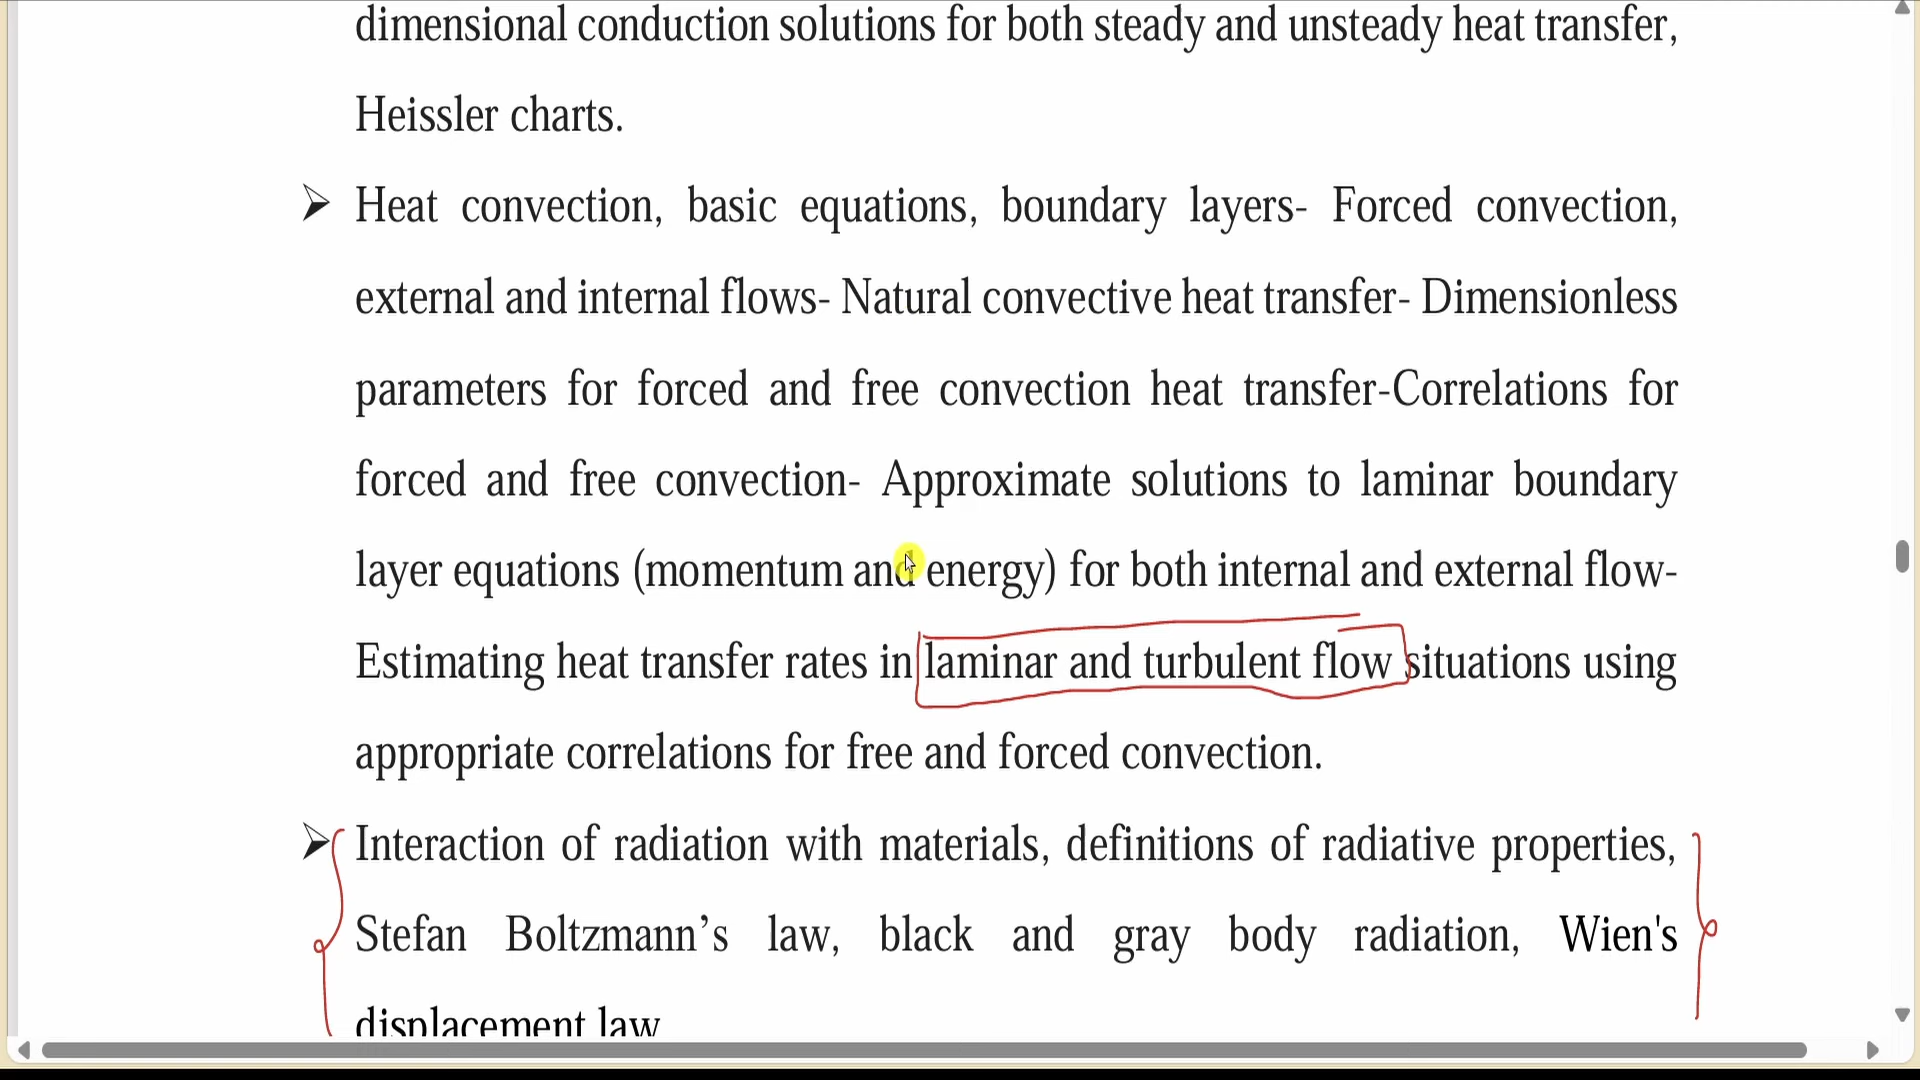 dimensional conduction solutions for both steady and unsteady heat transfer,
Heissler charts.
Heat convection, basic equations, boundary layers- Forced convection,
external and internal flows- Natural convective heat transfer- Dimensionless
parameters for forced and free convection heat transfer-Correlations for
forced and free convection- Approximate solutions to laminar boundary
layer equations (momentum and energy) for both internal and external flow-
Estimating heat transfer rates in laminar and turbulent flow situations using
appropriate correlations for free and forced convection.
Interaction of radiation with materials, definitions of radiative properties,
Stefan Boltzmann’s law, black and gray body radiation, Wien's
displacement law